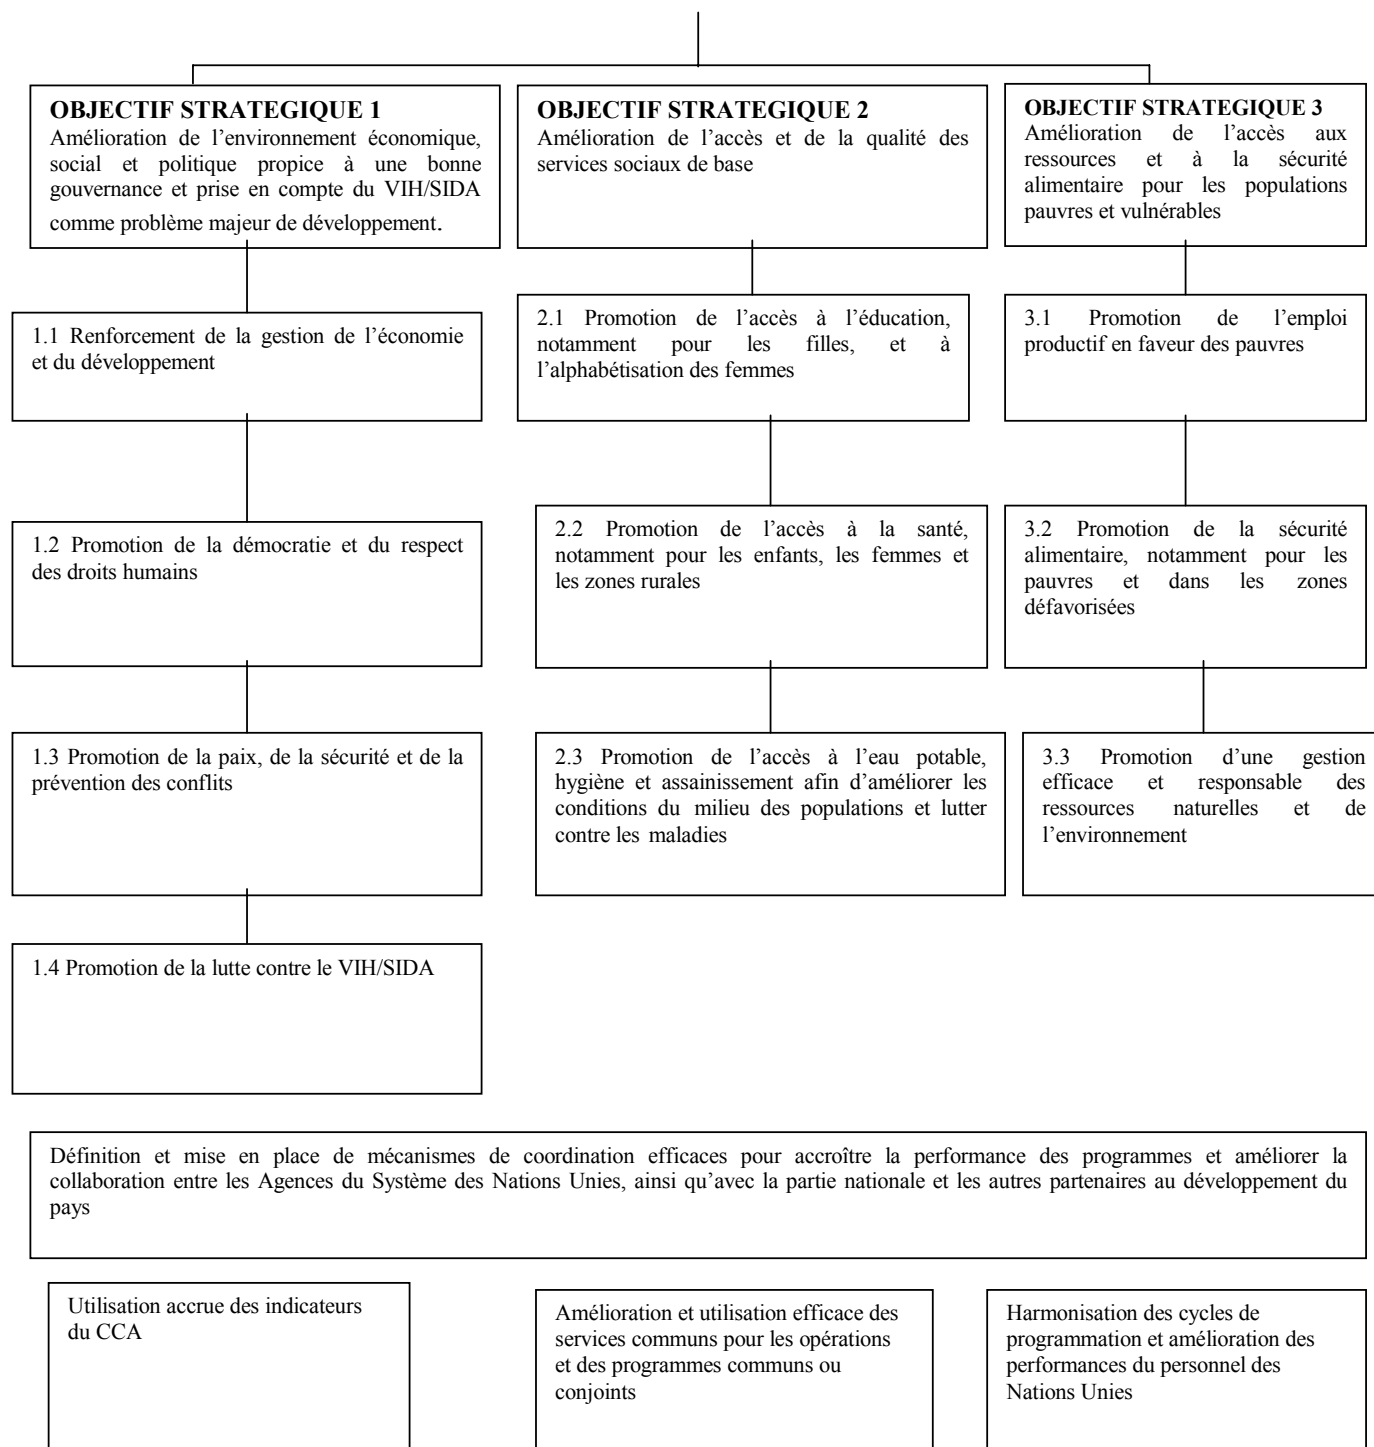 OBJECTIF STRATEGIQUE 1
Amélioration de l’environnement économique,
social et politique propice à une bonne
gouvernance et prise en compte du VIH/SIDA
comme problème majeur de développement.
OBJECTIF STRATEGIQUE 2
Amélioration de l’accès et de la qualité des
services sociaux de base
OBJECTIF STRATEGIQUE 3
Amélioration de l’accès aux
ressources et à la sécurité
alimentaire pour les populations
pauvres et vulnérables
1.1 Renforcement de la gestion de l’économie
et du développement
2.1 Promotion de l’accès à l’éducation,
notamment pour les filles, et à
l’alphabétisation des femmes
3.1 Promotion de l’emploi
productif en faveur des pauvres
1.2 Promotion de la démocratie et du respect
des droits humains
2.2 Promotion de l’accès à la santé,
notamment pour les enfants, les femmes et
les zones rurales
3.2 Promotion de la sécurité
alimentaire, notamment pour les
pauvres et dans les zones
défavorisées
1.3 Promotion de la paix, de la sécurité et de la
prévention des conflits
2.3 Promotion de l’accès à l’eau potable,
hygiène et assainissement afin d’améliorer les
conditions du milieu des populations et lutter
contre les maladies
3.3 Promotion d’une gestion
efficace et responsable des
ressources naturelles et de
l’environnement
1.4 Promotion de la lutte contre le VIH/SIDA
Définition et mise en place de mécanismes de coordination efficaces pour accroître la performance des programmes et améliorer la
collaboration entre les Agences du Système des Nations Unies, ainsi qu’avec la partie nationale et les autres partenaires au développement du
pays
Utilisation accrue des indicateurs
du CCA
Amélioration et utilisation efficace des
services communs pour les opérations
et des programmes communs ou
conjoints
Harmonisation des cycles de
programmation et amélioration des
performances du personnel des
Nations Unies